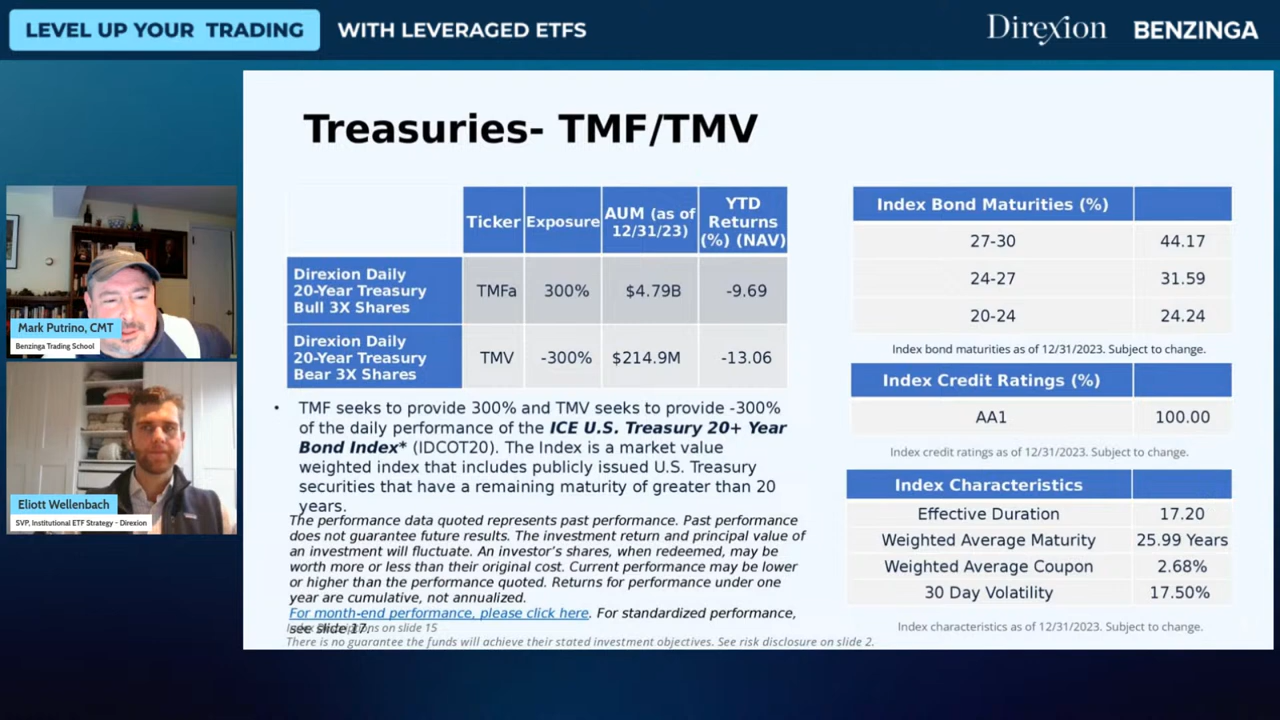 LEVEL UP YOUR TRADING WITH LEVERAGED ETFS
Direxion BENZINGA
Treasuries- TMF/TMV
Ticker Exposure AUM (as of 12/31/23) YTD Returns (%) (NAV)
Direxion Daily
20-Year Treasury
Bull 3X Shares
TMFa 300% $4.79B -9.69
Direxion Daily
20-Year Treasury
Bear 3X Shares
TMV -300% $214.9M -13.06
• TMF seeks to provide 300% and TMV seeks to provide -300%
of the daily performance of the ICE U.S. Treasury 20+ Year
Bond Index* (IDCOT20). The Index is a market value
weighted index that includes publicly issued U.S. Treasury
securities that have a remaining maturity of greater than 20
years.
The performance data quoted represents past performance. Past performance
does not guarantee future results. The investment return and principal value of
an investment will fluctuate. An investor's shares, when redeemed, may be
worth more or less than their original cost. Current performance may be lower
or higher than the performance quoted. Returns for performance under one
year are cumulative, not annualized.
For month-end performance, please click here. For standardized performance,
see slide 17.
on slide 15
There is no guarantee the funds will achieve their stated investment objectives. See risk disclosure on slide 2.
Index Bond Maturities (%)
27-30 44.17
24-27 31.59
20-24 24.24
Index bond maturities as of 12/31/2023. Subject to change.
Index Credit Ratings (%)
AA1 100.00
Index credit ratings as of 12/31/2023. Subject to change.
Index Characteristics
Effective Duration 17.20
Weighted Average Maturity 25.99 Years
Weighted Average Coupon 2.68%
30 Day Volatility 17.50%
Index characteristics as of 12/31/2023. Subject to change.
Mark Putrino, CMT
Benzinga Trading School
Eliott Wellenbach
SVP, Institutional ETF Strategy - Direxion